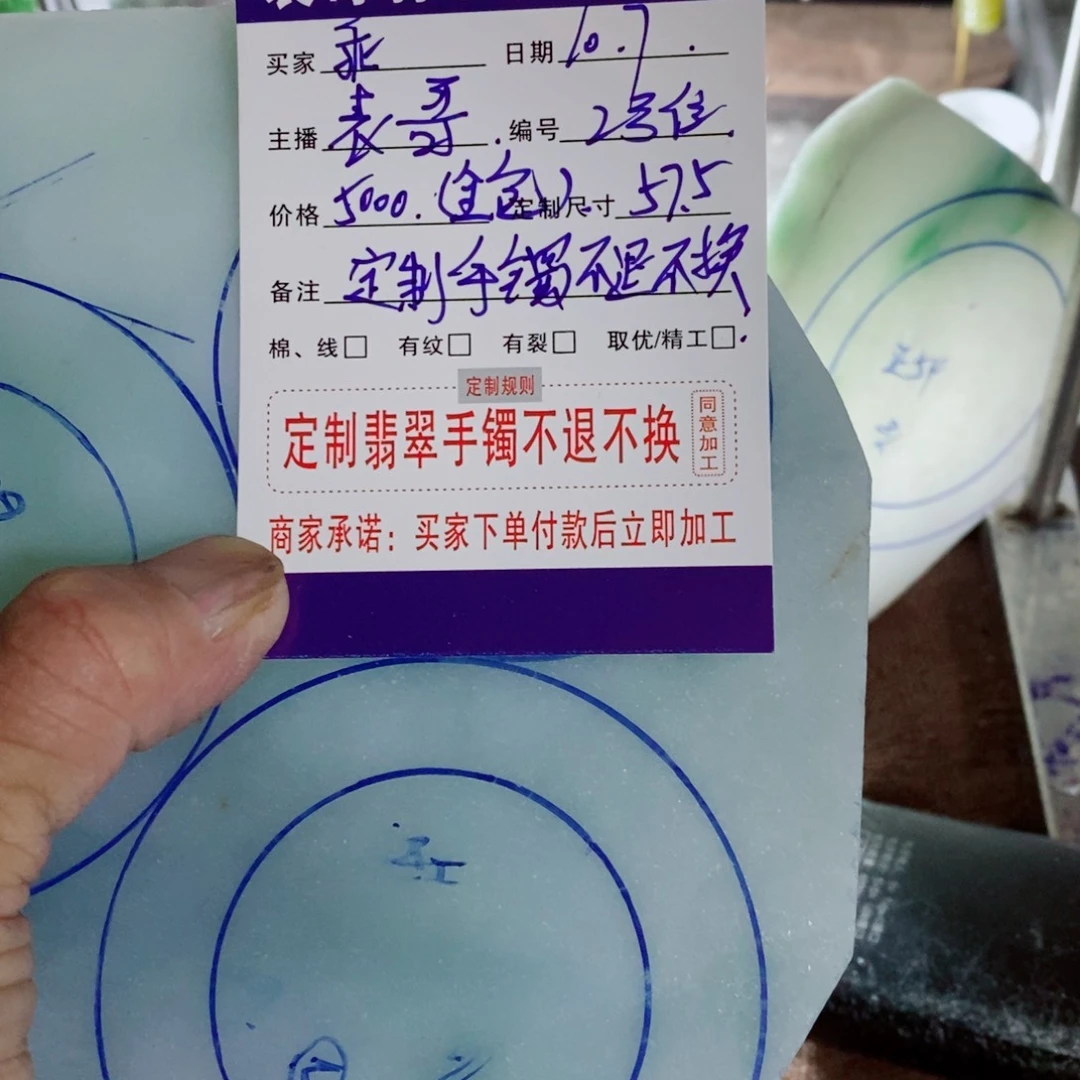 买家 乖 日期 10.7.
主播 表哥. 编号 2号位.
价格 5000.(全包). 定制尺寸 57.5
备注 定制手镯不退不换
棉、线□ 有纹□ 有裂□ 取优/精工□
定制规则
定制翡翠手镯不退不换
同意加工
商家承诺：买家下单付款后立即加工